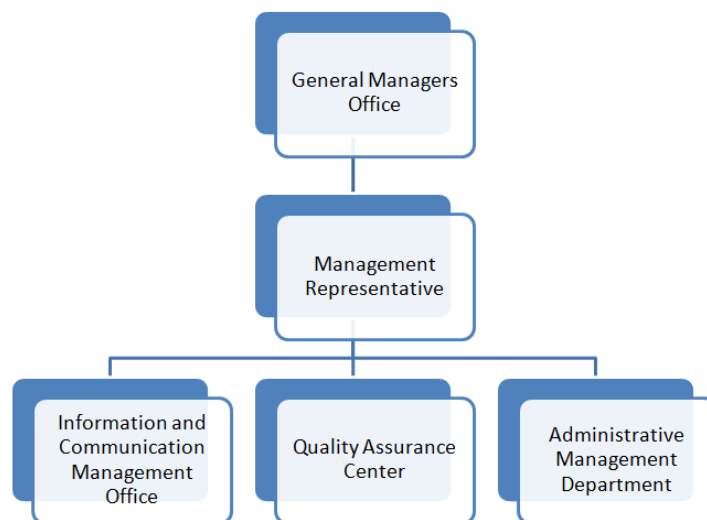 General Managers
Office
Management
Representative
Information and
Communication
Management
Office
Quality Assurance
Center
Administrative
Management
Department